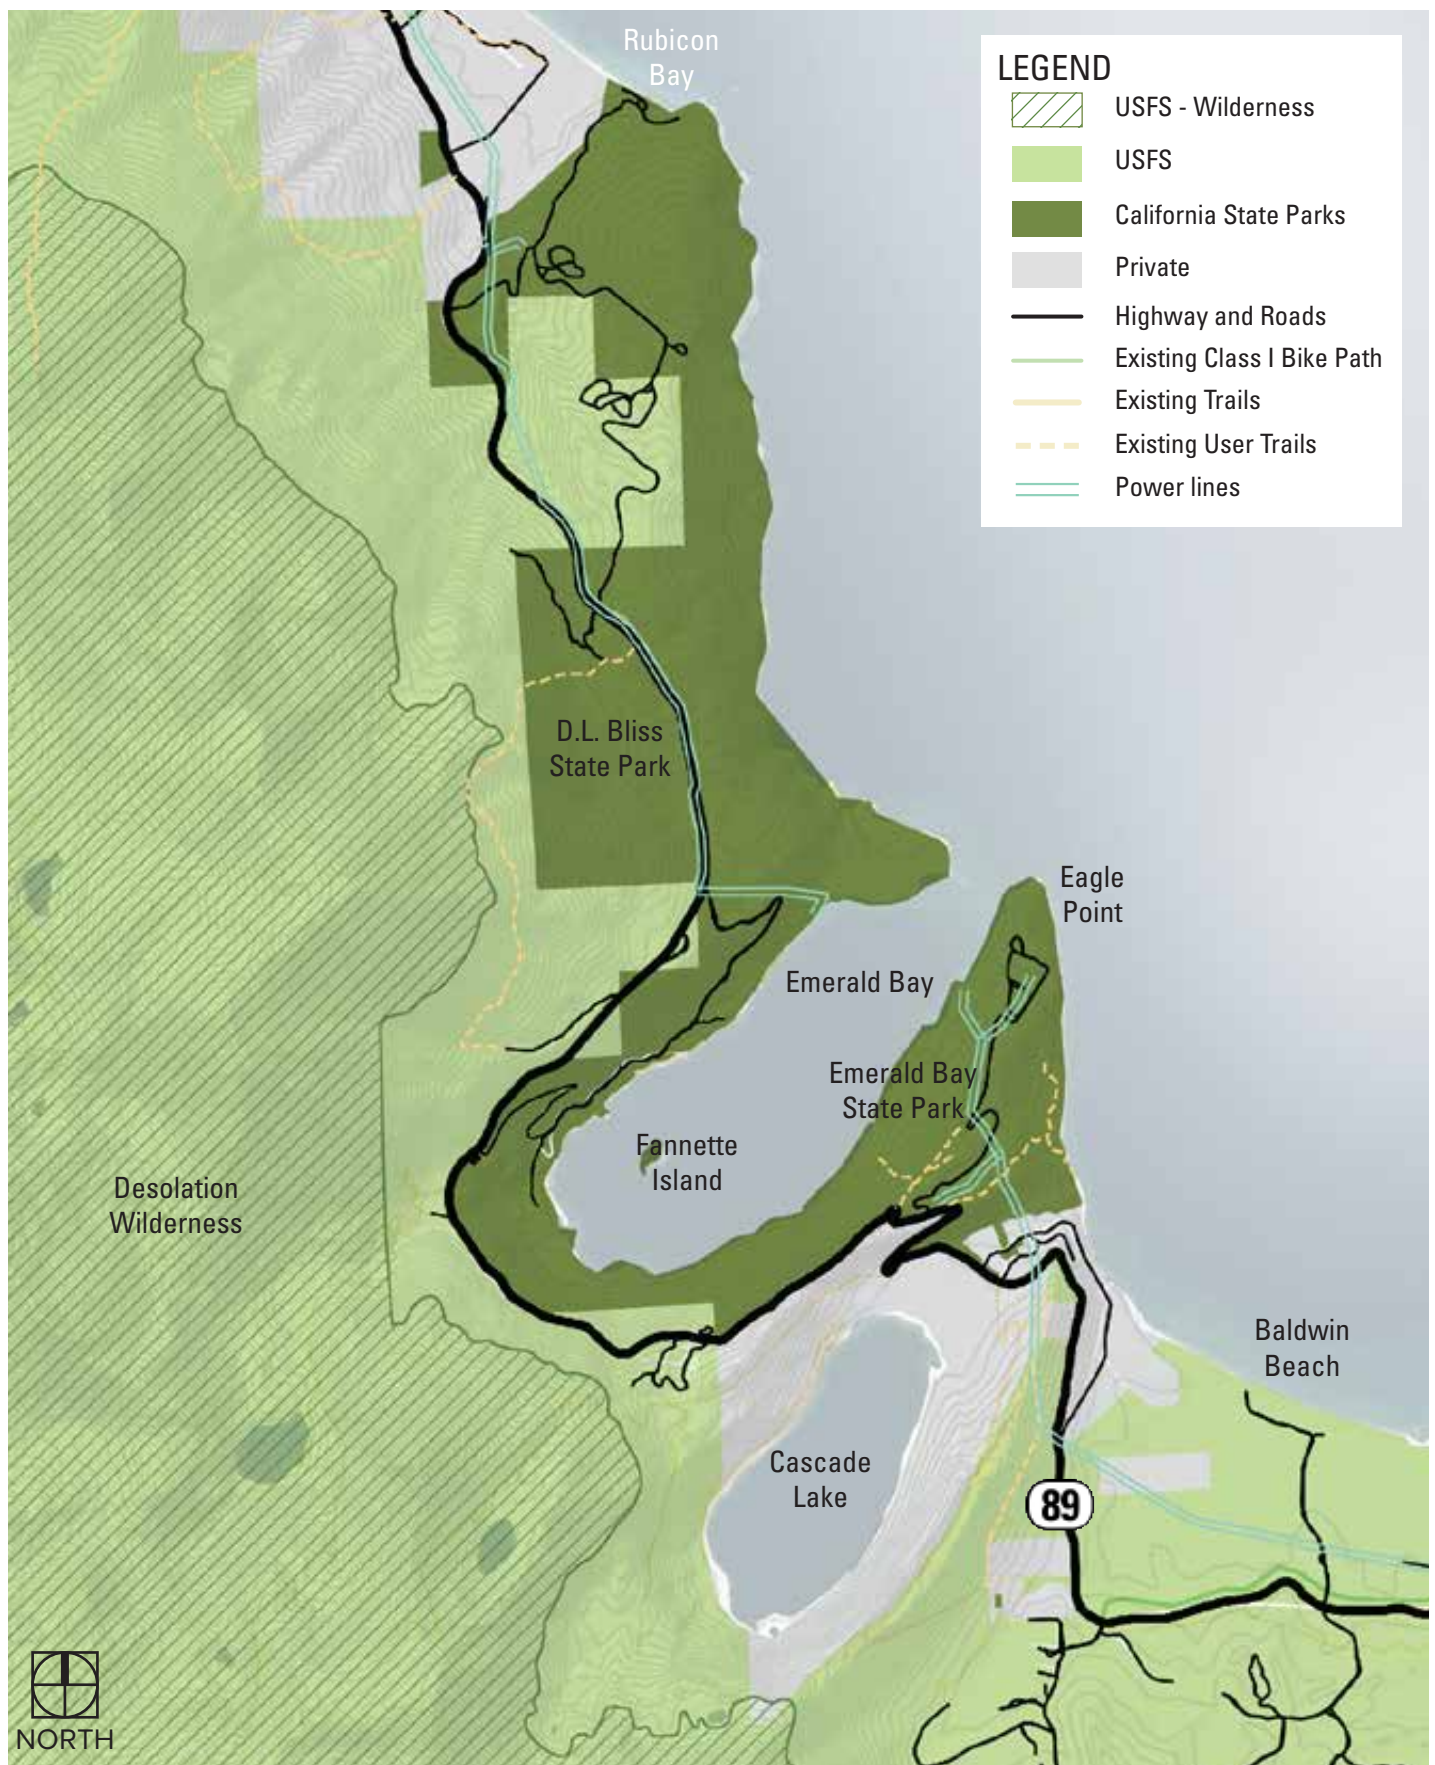 Rubicon
Bay
LEGEND
USFS - Wilderness
USFS
California State Parks
Private
Highway and Roads
Existing Class I Bike Path
Existing Trails
Existing User Trails
Power lines
D.L. Bliss
State Park
Eagle
Point
Emerald Bay
Emerald Bay
State Park
Fannette
Island
Desolation
Wilderness
Baldwin
Beach
Cascade
Lake
89
NORTH